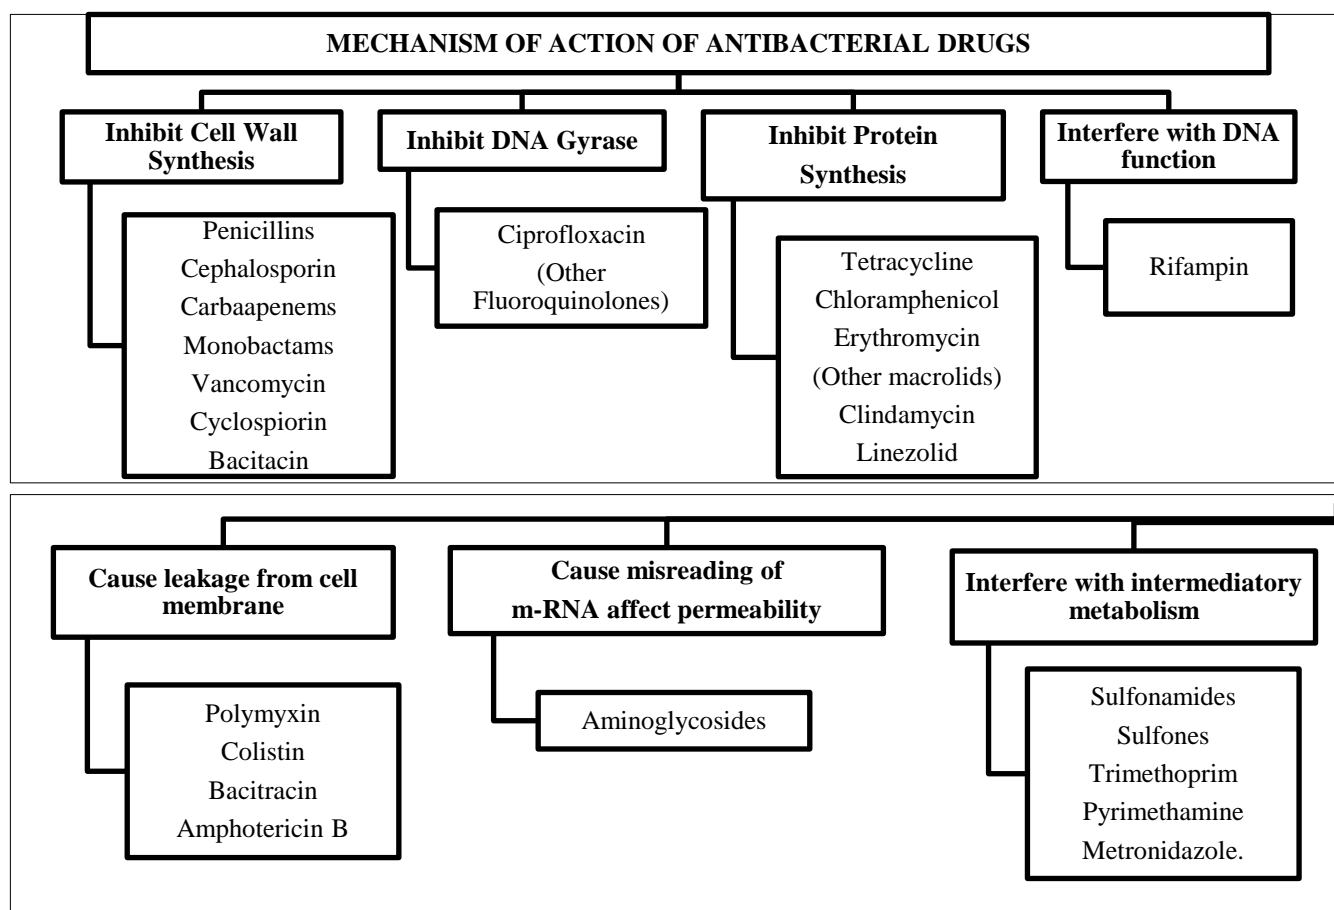 MECHANISM OF ACTION OF ANTIBACTERIAL DRUGS
Inhibit Cell Wall
Synthesis
Penicillins
Cephalosporin
Carbaapenems
Monobactams
Vancomycin
Cyclospiorin
Bacitacin
Inhibit DNA Gyrase
Ciprofloxacin
(Other
Fluoroquinolones)
Inhibit Protein
Synthesis
Tetracycline
Chloramphenicol
Erythromycin
(Other macrolids)
Clindamycin
Linezolid
Interfere with DNA
function
Rifampin
Cause leakage from cell
membrane
Polymyxin
Colistin
Bacitracin
Amphotericin B
Cause misreading of
m-RNA affect permeability
Aminoglycosides
Interfere with intermediatory
metabolism
Sulfonamides
Sulfones
Trimethoprim
Pyrimethamine
Metronidazole.